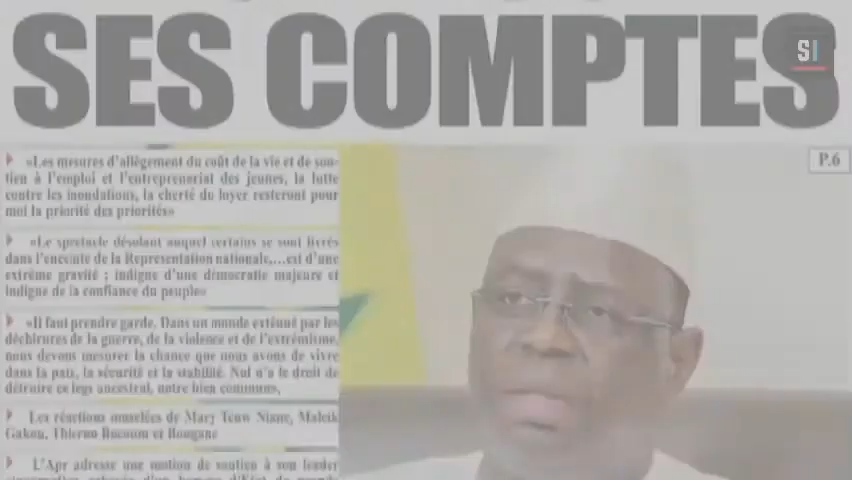 SES COMPTES
SI
P.6
«Les mesures d'allègement du coût de la vie et de sou-
tien à l'emploi et l'entreprenariat des jeunes, la lutte
contre les inondations, la cherté du loyer resteront pour
moi la priorité des priorités»
«Le spectacle désolant auquel certains se sont livrés
dans l'enceinte de la Representation nationale,...est d'une
extrême gravité ; indigne d'une démocratie majeure et
indigne de la confiance du peuple»
«Il faut prendre garde. Dans un monde exténué par les
déchirures de la guerre, de la violence et de l'extrémisme,
nous devons mesurer la chance que nous avons de vivre
dans la paix, la sécurité et la stabilité. Nul n'a le droit de
détruire ce legs ancestral, notre bien commun,
Les réactions musclées de Mary Teuw Niane, Malick
Gakou, Thierno Bocoum et Bougane
L'Apr adresse une motion de soutien à son leader